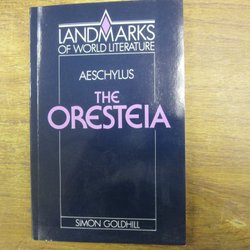 LANDMARKS
OF WORLD LITERATURE
AESCHYLUS
THE
ORESTEIA
SIMON GOLDHILL